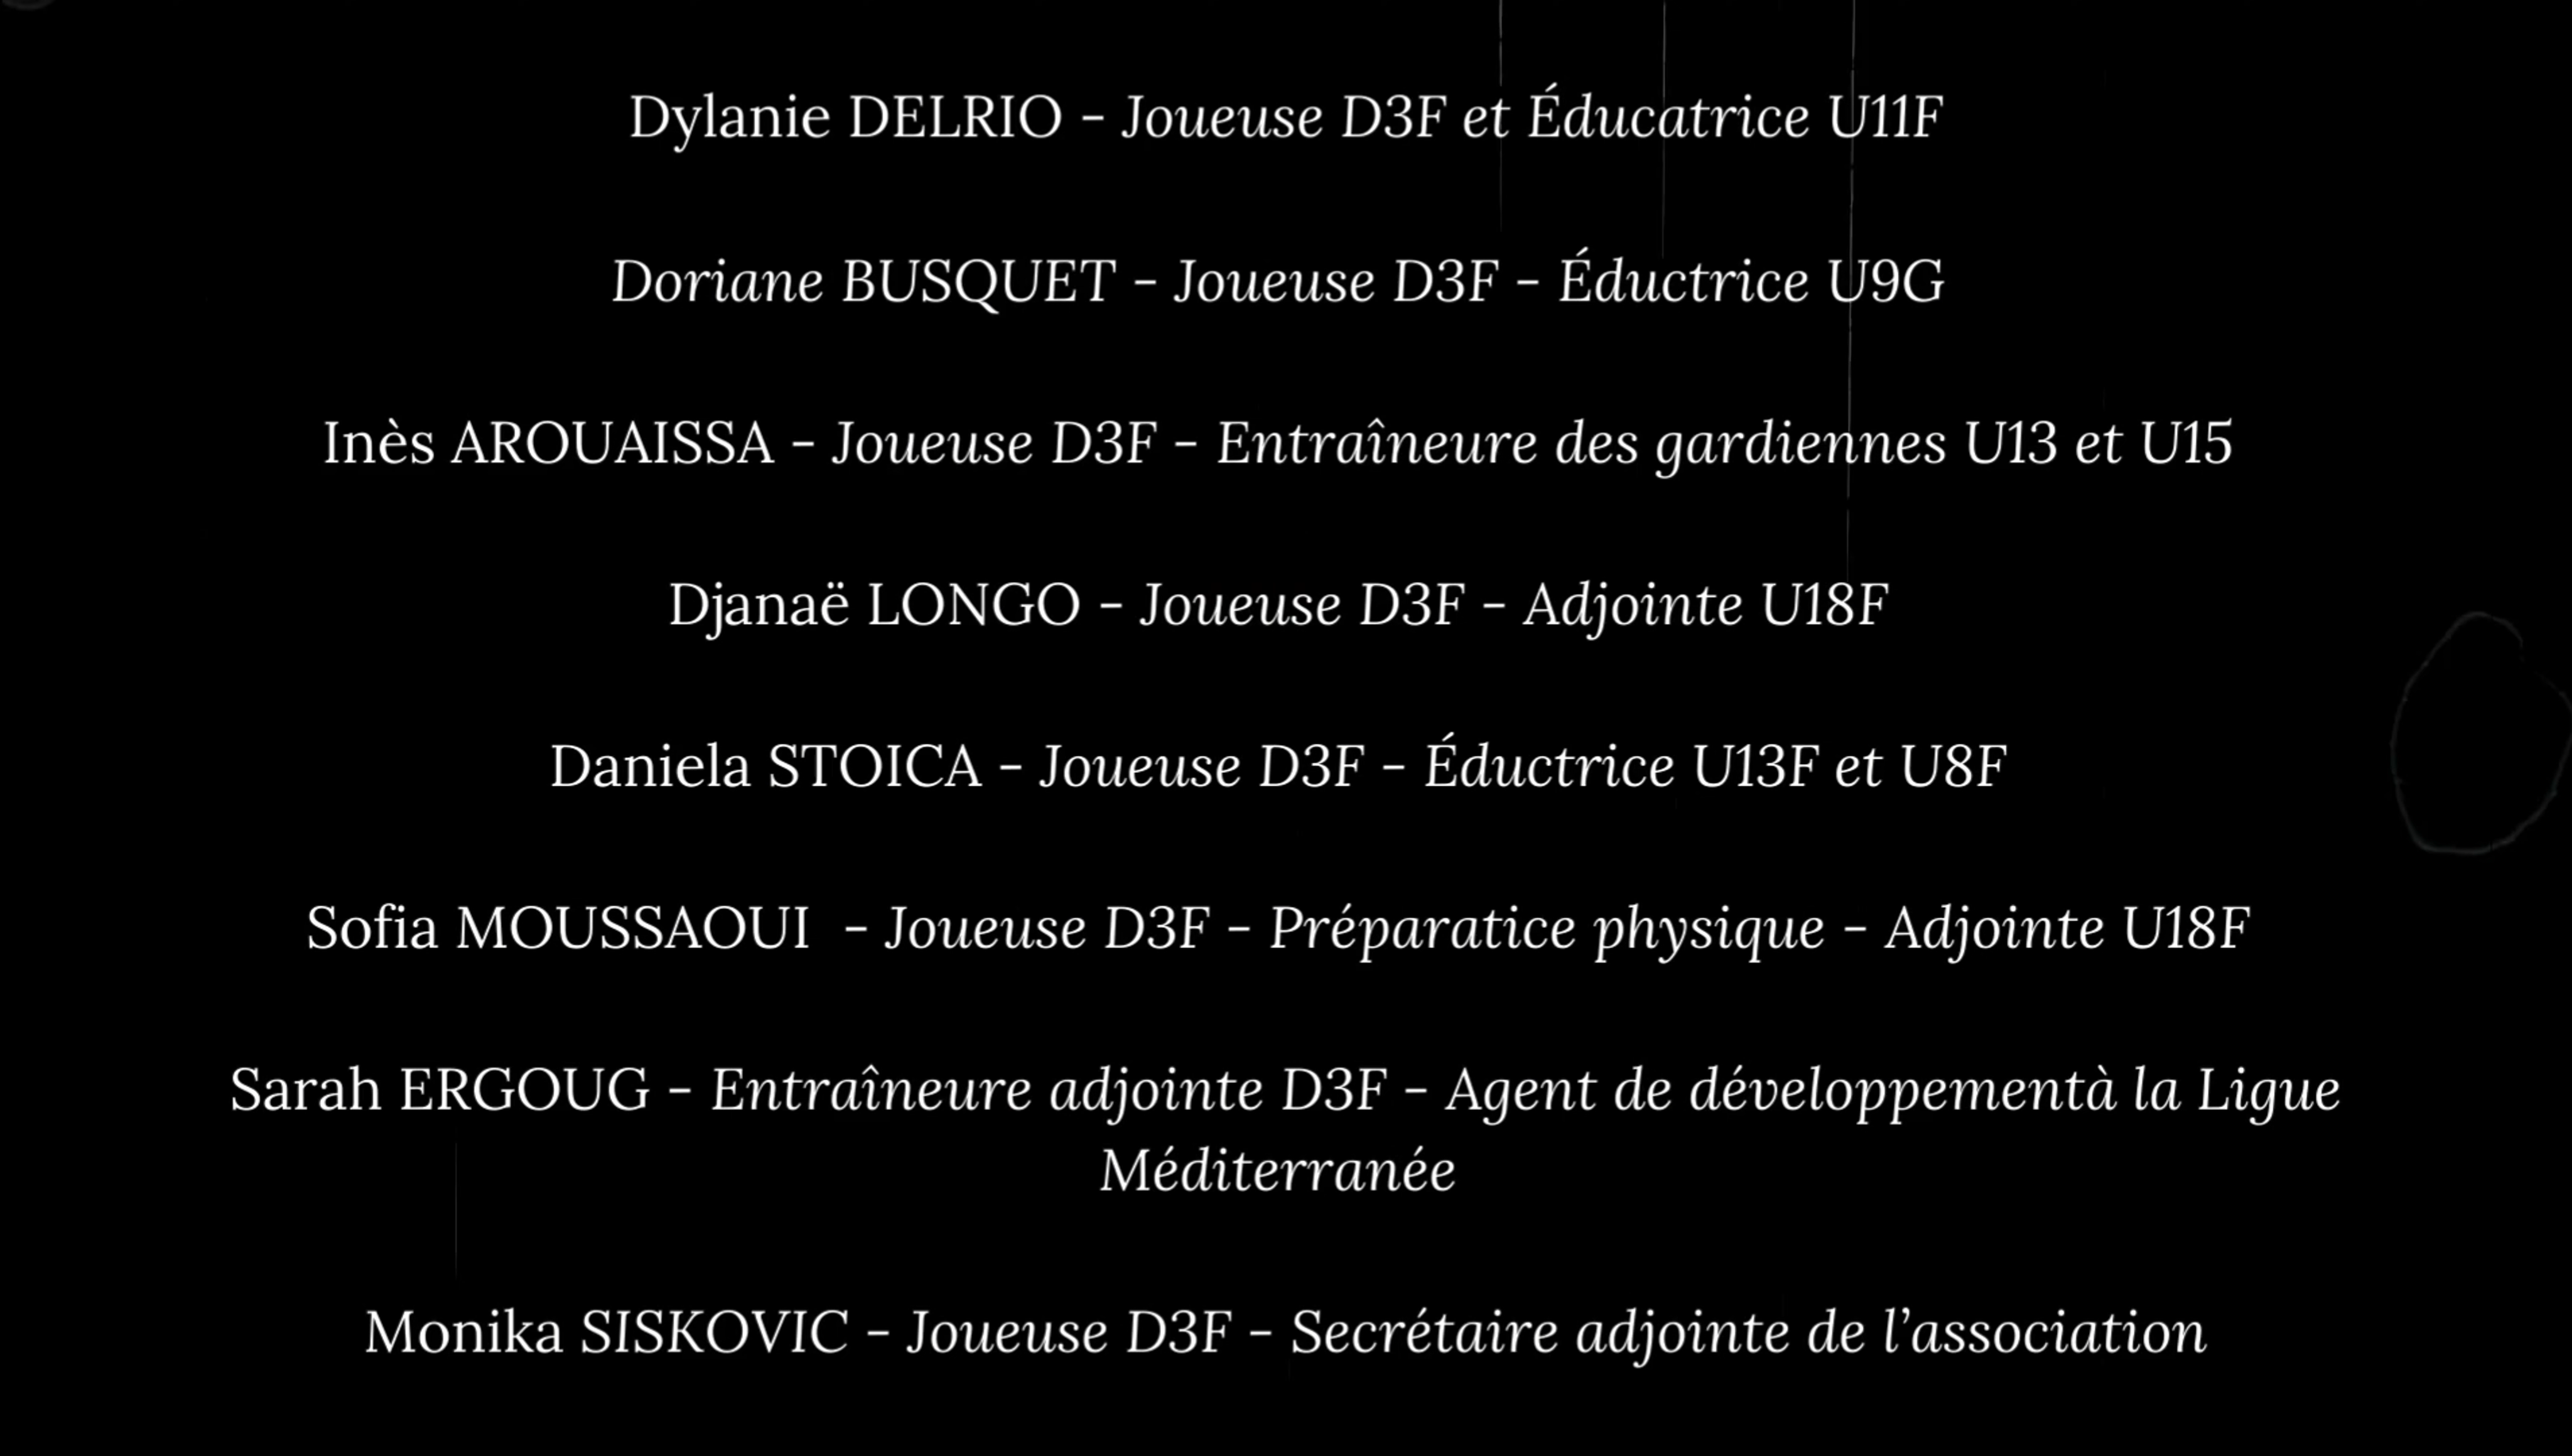 Dylanie DELRIO - Joueuse D3F et Éducatrice U11F
Doriane BUSQUET - Joueuse D3F - Éductrice U9G
Inès AROUAISSA - Joueuse D3F - Entraîneure des gardiennes U13 et U15
Djanaë LONGO - Joueuse D3F - Adjointe U18F
Daniela STOICA - Joueuse D3F - Éductrice U13F et U8F
Sofia MOUSSAOUI - Joueuse D3F - Préparatice physique - Adjointe U18F
Sarah ERGOUG - Entraîneure adjointe D3F - Agent de développementà la Ligue
Méditerranée
Monika SISKOVIC - Joueuse D3F - Secrétaire adjointe de l’association